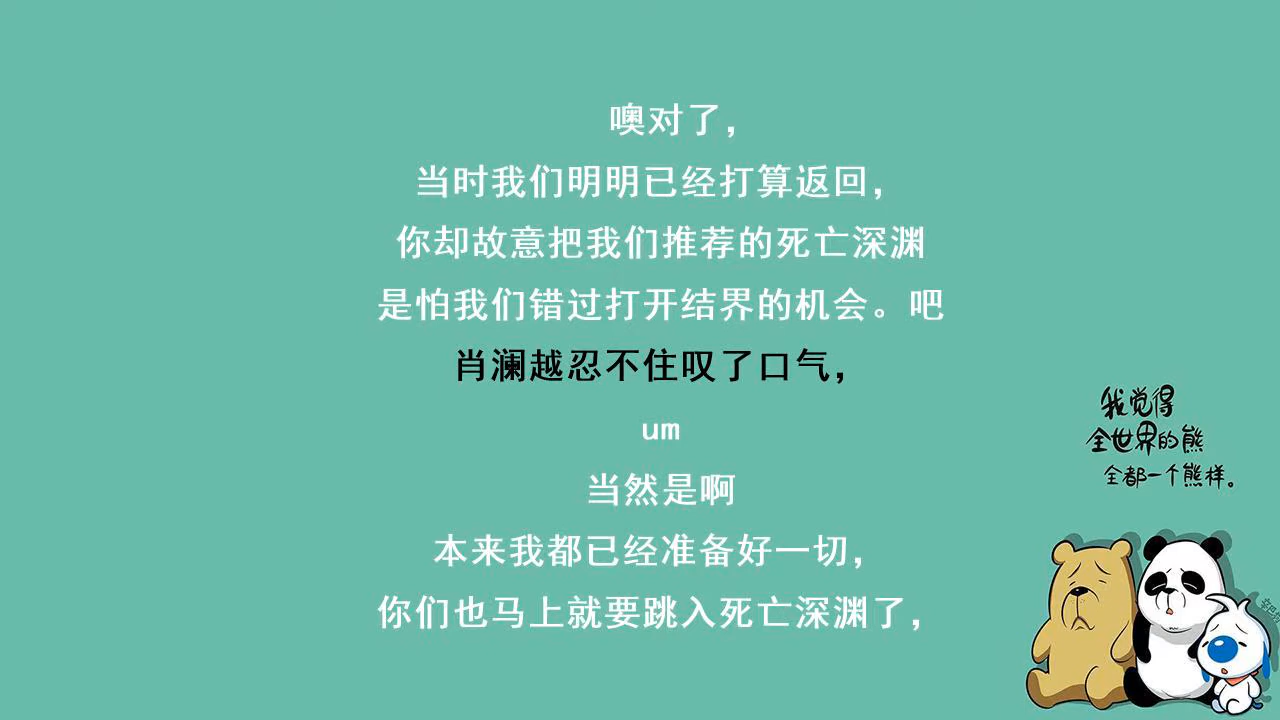 噢对了，
当时我们明明已经打算返回，
你却故意把我们推荐的死亡深渊
是怕我们错过打开结界的机会。吧
肖澜越忍不住叹了口气，
um
当然是啊
本来我都已经准备好一切，
你们也马上就要跳入死亡深渊了，
我觉得
全世界的熊
全都一个熊样。